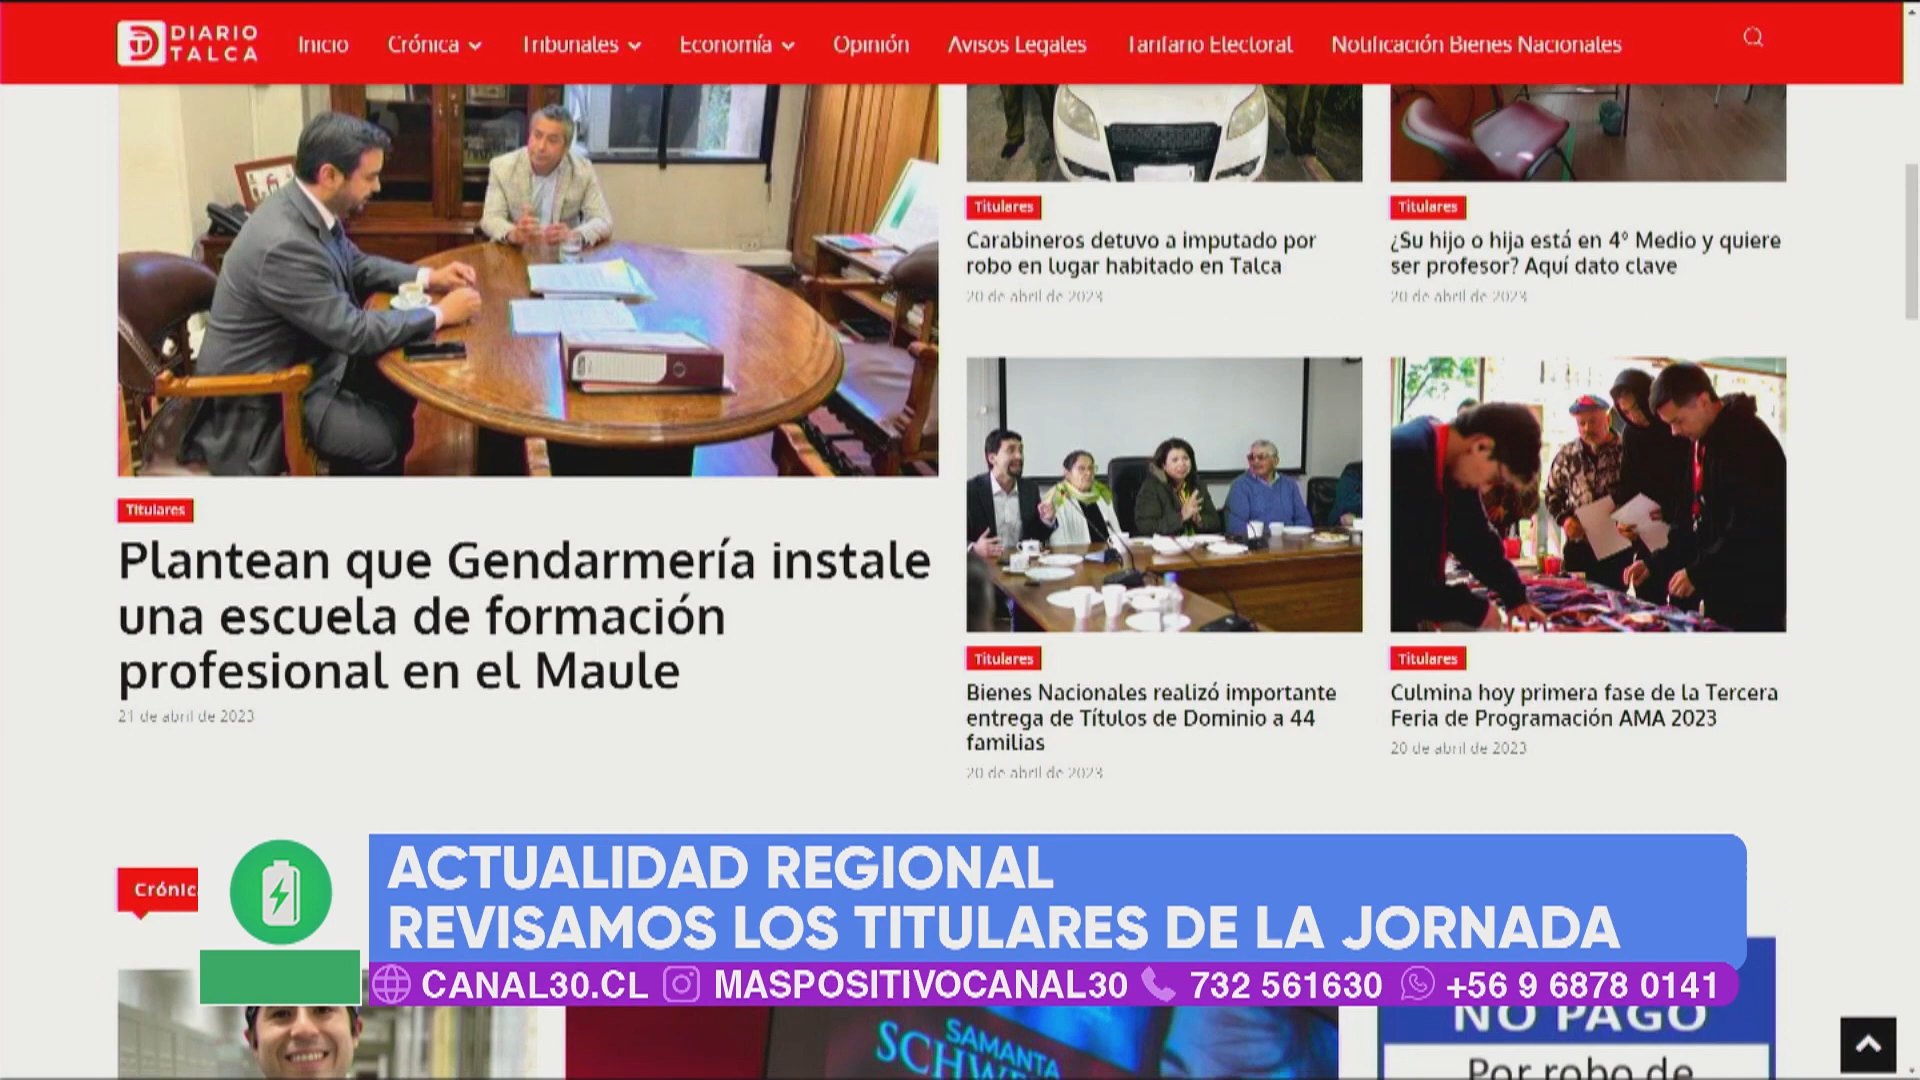 DIARIO TALCA
Inicio
Crónica
Tribunales
Economía
Opinión
Avisos Legales
Tarifario Electoral
Notificación Bienes Nacionales
Titulares
Plantean que Gendarmería instale
una escuela de formación
profesional en el Maule
21 de abril de 2023
Titulares
Carabineros detuvo a imputado por
robo en lugar habitado en Talca
20 de abril de 2023
Titulares
¿Su hijo o hija está en 4º Medio y quiere
ser profesor? Aquí dato clave
20 de abril de 2023
Titulares
Bienes Nacionales realizó importante
entrega de Títulos de Dominio a 44
familias
20 de abril de 2023
Titulares
Culmina hoy primera fase de la Tercera
Feria de Programación AMA 2023
20 de abril de 2023
Crónic
ACTUALIDAD REGIONAL
REVISAMOS LOS TITULARES DE LA JORNADA
CANAL30.CL MASPOSITIVOCANAL30 732 561630 +56 9 6878 0141
SAMANTA
NO PAGO
Por robo de